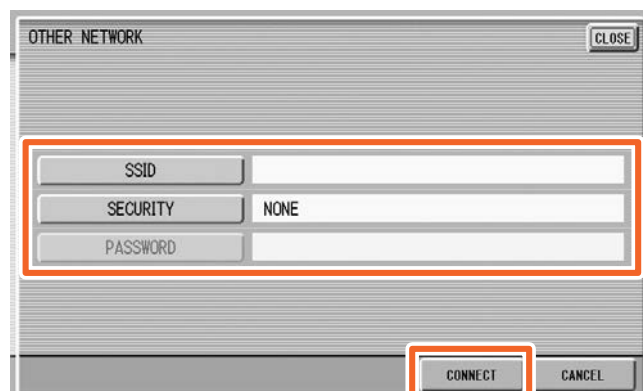 OTHER NETWORK CLOSE
SSID
SECURITY NONE
PASSWORD
CONNECT CANCEL